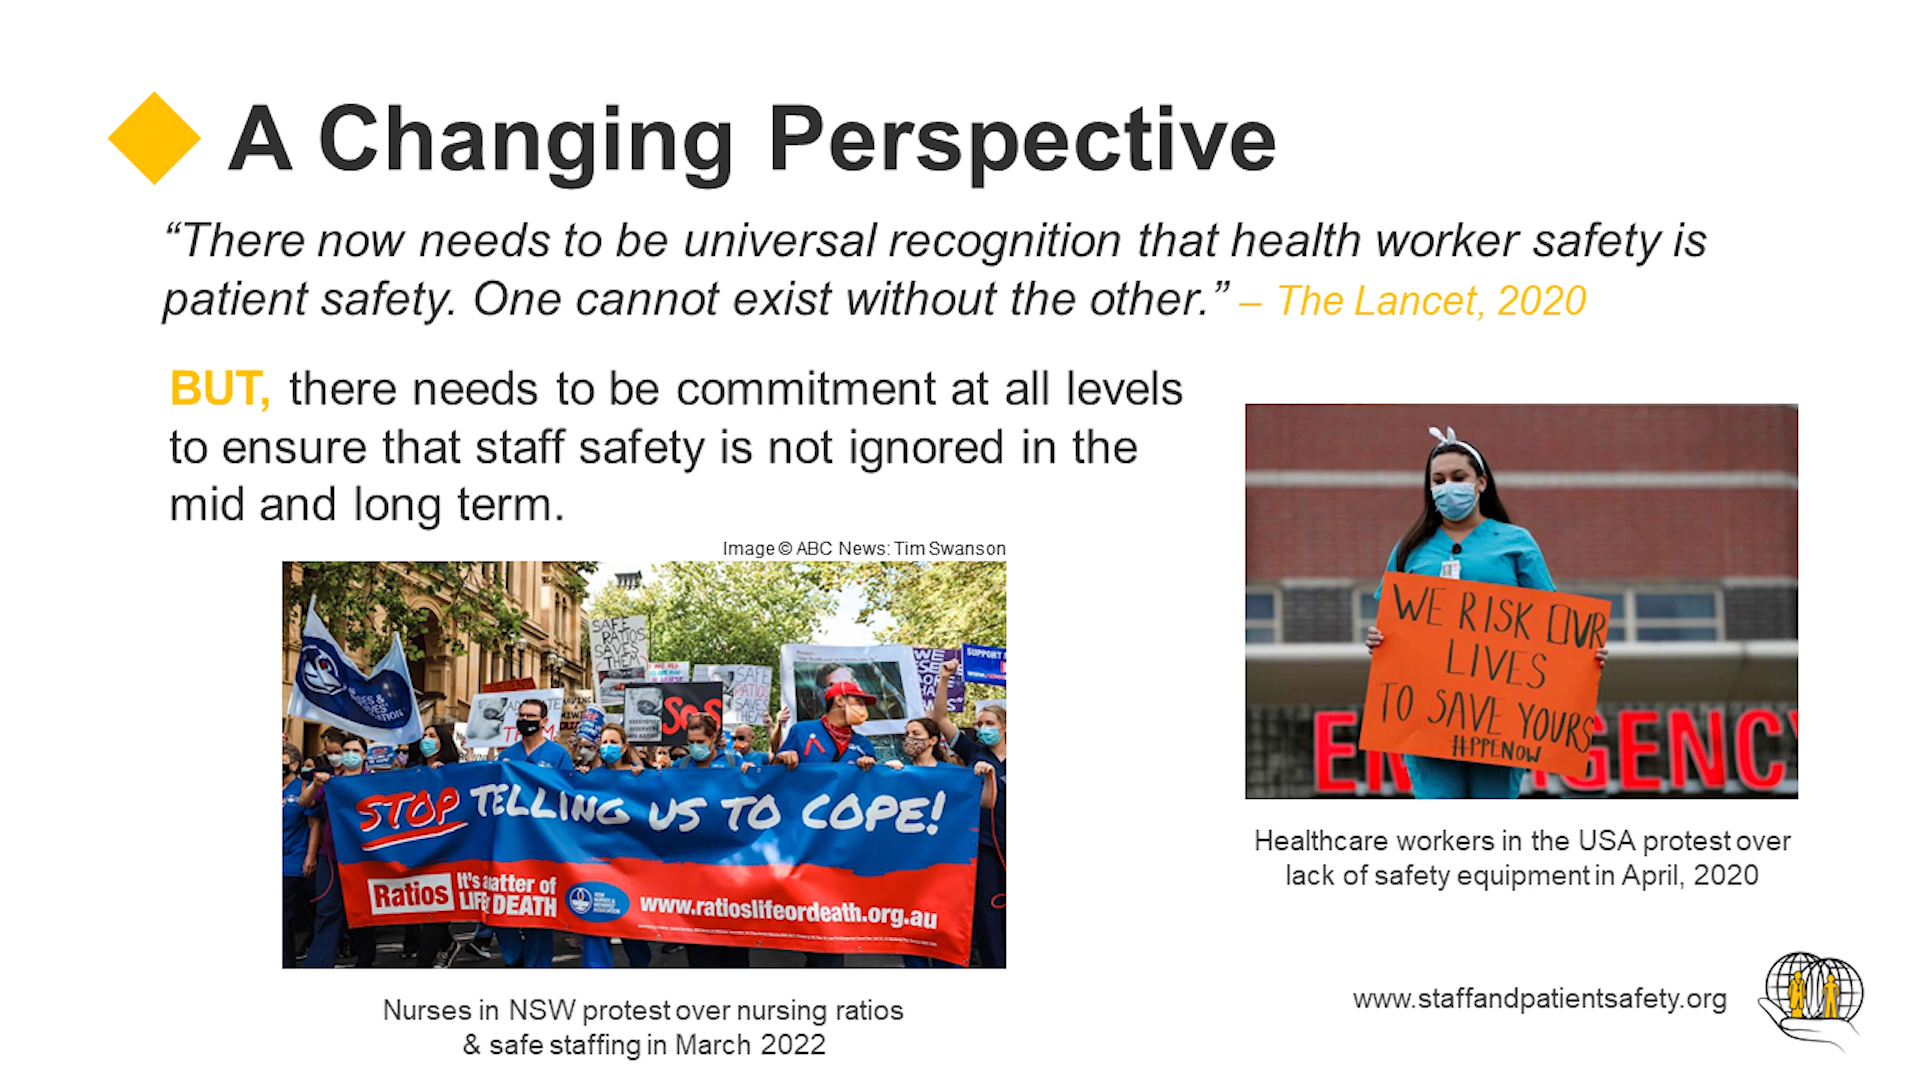 A Changing Perspective
“There now needs to be universal recognition that health worker safety is
patient safety. One cannot exist without the other.” – The Lancet, 2020
BUT, there needs to be commitment at all levels
to ensure that staff safety is not ignored in the
mid and long term.
Image © ABC News: Tim Swanson
SAFE
RATIOS
SAVES
THEM
SAFE
RATIOS
SAVES
THEM
SoS
SUPPORT
STOP TELLING US TO COPE!
Ratios
It's a matter of
LIFE DEATH
www.ratioslifeordeath.org.au
Nurses in NSW protest over nursing ratios
& safe staffing in March 2022
WE RISK OUR
LIVES
TO SAVE YOURS
#PPENOW
EMERGENCY
Healthcare workers in the USA protest over
lack of safety equipment in April, 2020
www.staffandpatientsafety.org